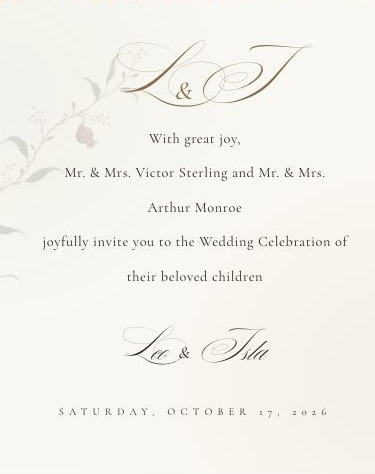 L & I
With great joy,
Mr. & Mrs. Victor Sterling and Mr. & Mrs.
Arthur Monroe
joyfully invite you to the Wedding Celebration of
their beloved children
Leo & Isla
SATURDAY, OCTOBER 17, 2026